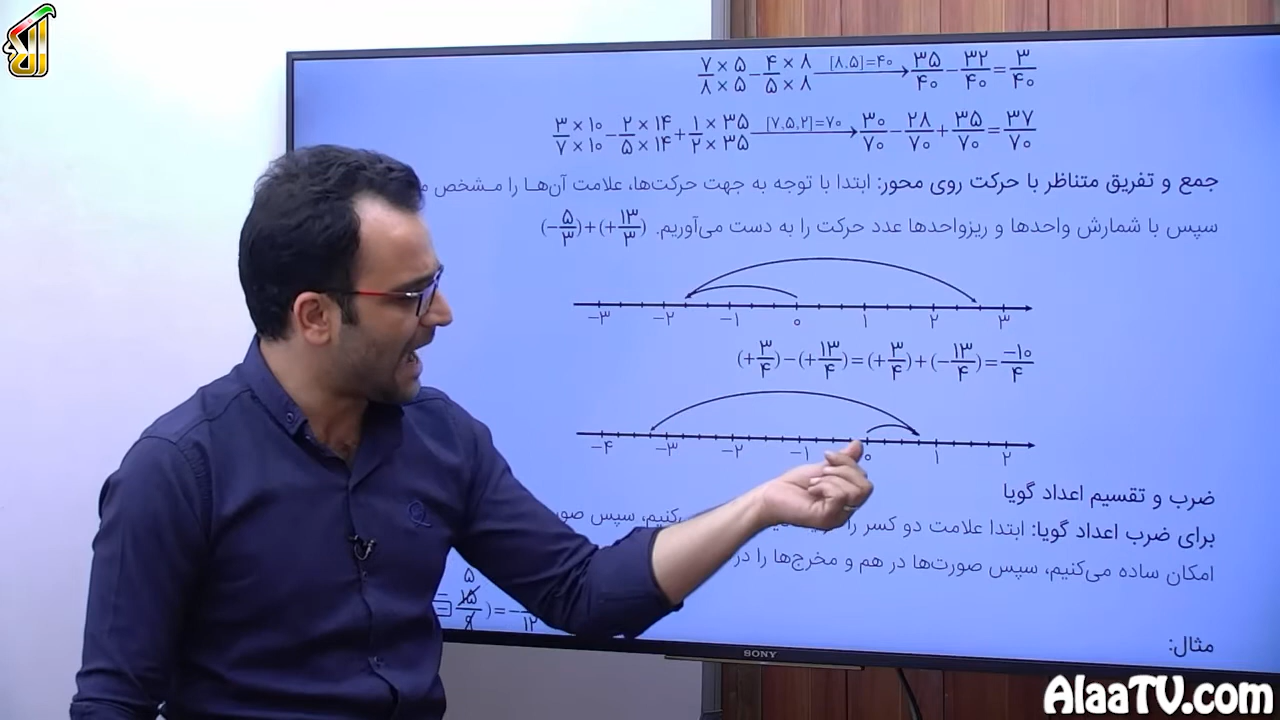 ۷×۵/۸×۵ − ۴×۸/۵×۸ [۸,۵]=۴۰ → ۳۵/۴۰ − ۳۲/۴۰ = ۳/۴۰
۳×۱۰/۷×۱۰ − ۲×۱۴/۵×۱۴ + ۱×۳۵/۲×۳۵ [۷,۵,۲]=۷۰ → ۳۰/۷۰ − ۲۸/۷۰ + ۳۵/۷۰ = ۳۷/۷۰
جمع و تفریق متناظر با حرکت روی محور: ابتدا با توجه به جهت حرکت‌ها، علامت آن‌ها را مشخص
سپس با شمارش واحدها و ریزواحدها عدد حرکت را به دست می‌آوریم. (−۵/۳)+(+۱۳/۳)
−۳ −۲ −۱ ۰ ۱ ۲ ۳
(+۳/۴)−(+۱۳/۴)=(+۳/۴)+(−۱۳/۴)=−۱۰/۴
−۴ −۳ −۲ −۱ ۰ ۱ ۲
ضرب و تقسیم اعداد گویا
برای ضرب اعداد گویا: ابتدا علامت دو کسر را می‌کنیم، سپس
امکان ساده می‌کنیم، سپس صورت‌ها در هم و مخرج‌ها را در
مثال:
SONY
AlaaTV.com